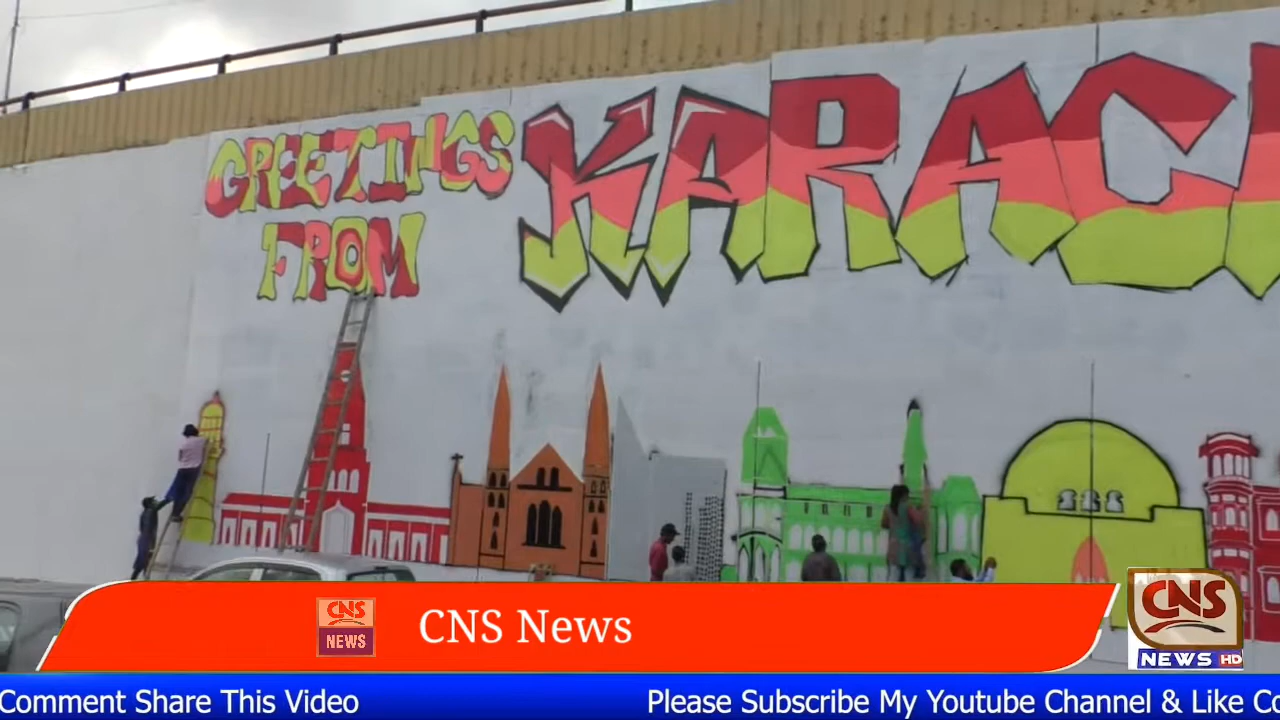 GREETINGS
FROM
KARAC
CNS
NEWS
CNS News
CNS
NEWS HD
Comment Share This Video
Please Subscribe My Youtube Channel & Like Co